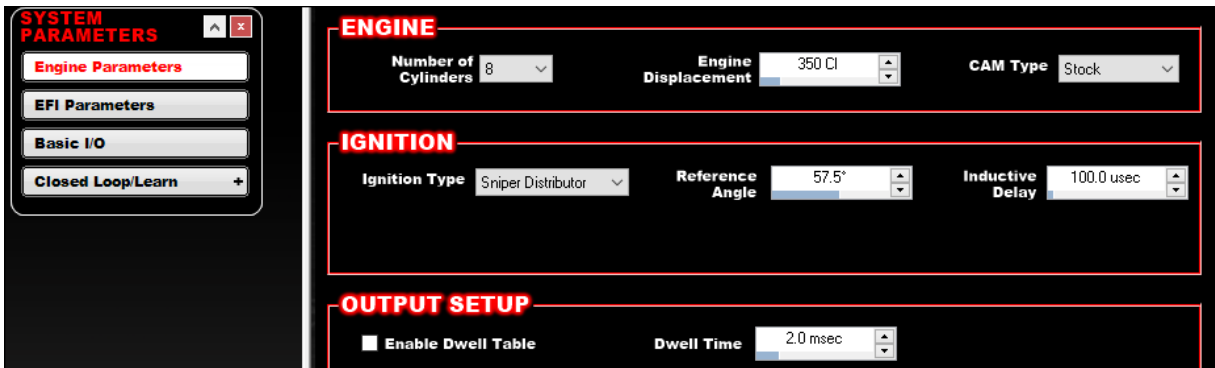 SYSTEM
PARAMETERS
^ x
Engine Parameters
EFI Parameters
Basic I/O
Closed Loop/Learn +
ENGINE
Number of
Cylinders
8
Engine
Displacement
350 CI
CAM Type
Stock
IGNITION
Ignition Type
Sniper Distributor
Reference
Angle
57.5°
Inductive
Delay
100.0 usec
OUTPUT SETUP
Enable Dwell Table
Dwell Time
2.0 msec